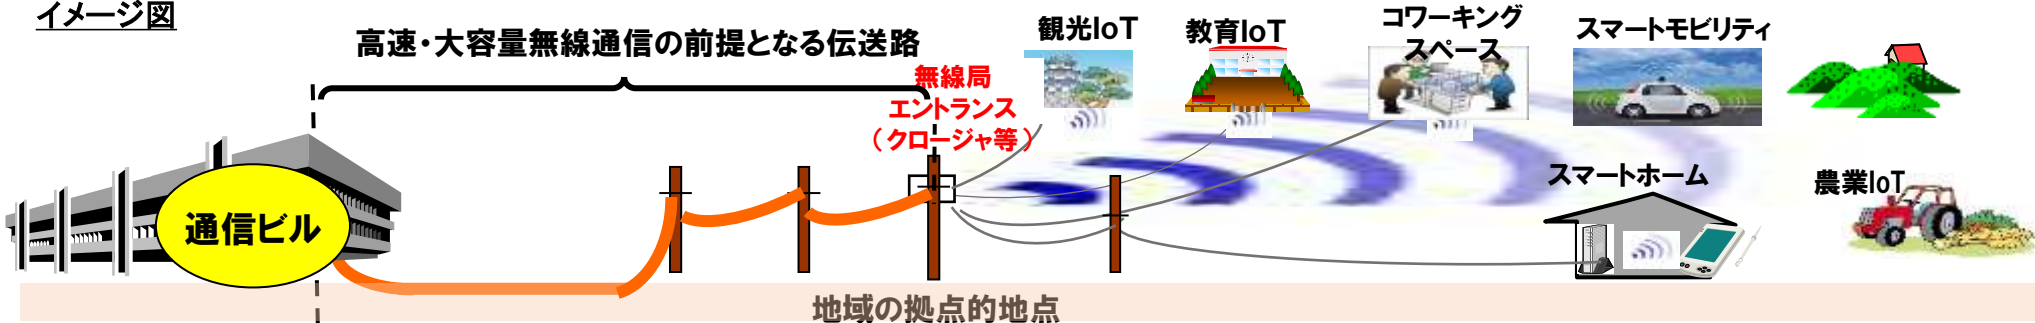 イメージ図
高速・大容量無線通信の前提となる伝送路
無線局
エントランス
（クロージャ等）
観光IoT
教育IoT
コワーキング
スペース
スマートモビリティ
通信ビル
スマートホーム
農業IoT
地域の拠点的地点